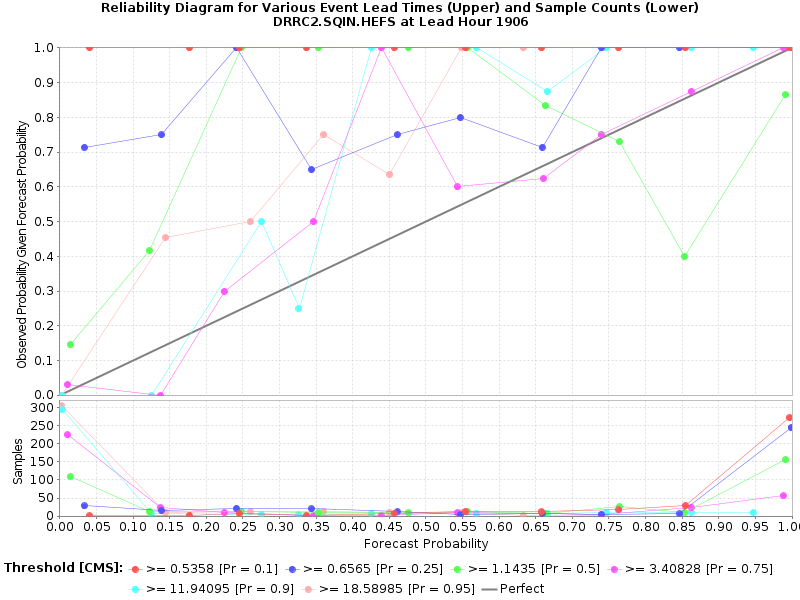 Reliability Diagram for Various Event Lead Times (Upper) and Sample Counts (Lower)
DRRC2.SQIN.HEFS at Lead Hour 1906
Observed Probability Given Forecast Probability
1.0
0.9
0.8
0.7
0.6
0.5
0.4
0.3
0.2
0.1
0.0
Samples
300
250
200
150
100
50
0
0.00 0.05 0.10 0.15 0.20 0.25 0.30 0.35 0.40 0.45 0.50 0.55 0.60 0.65 0.70 0.75 0.80 0.85 0.90 0.95 1.0
Forecast Probability
Threshold [CMS]: >= 0.5358 [Pr = 0.1] >= 0.6565 [Pr = 0.25] >= 1.1435 [Pr = 0.5] >= 3.40828 [Pr = 0.75]
>= 11.94095 [Pr = 0.9] >= 18.58985 [Pr = 0.95] Perfect